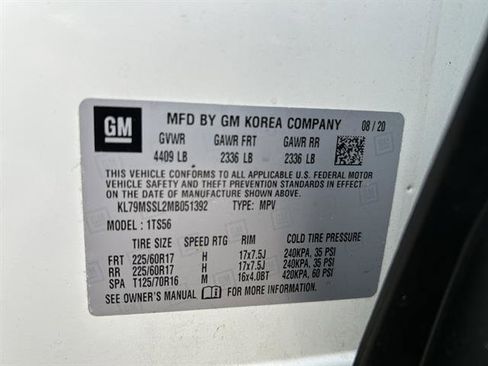 GM MFD BY GM KOREA COMPANY 08 / 20
GVWR GAWR FRT GAWR RR
4409 LB 2336 LB 2336 LB
THIS VEHICLE CONFORMS TO ALL APPLICABLE U.S. FEDERAL
MOTOR VEHICLE SAFETY AND THEFT PREVENTION STANDARDS IN EFFECT
ON THE DATE OF MANUFACTURE SHOWN ABOVE.
KL79MSSL2MB051392 TYPE: MPV
MODEL : 1TS56
TIRE SIZE SPEED RTG RIM COLD TIRE PRESSURE
FRT 225/60R17 H 17x7.5J 240KPA, 35 PSI
RR 225/60R17 H 17x7.5J 240KPA, 35 PSI
SPA T125/70R16 M 16x4.0BT 420KPA, 60 PSI
SEE OWNER'S MANUAL FOR MORE INFORMATION.